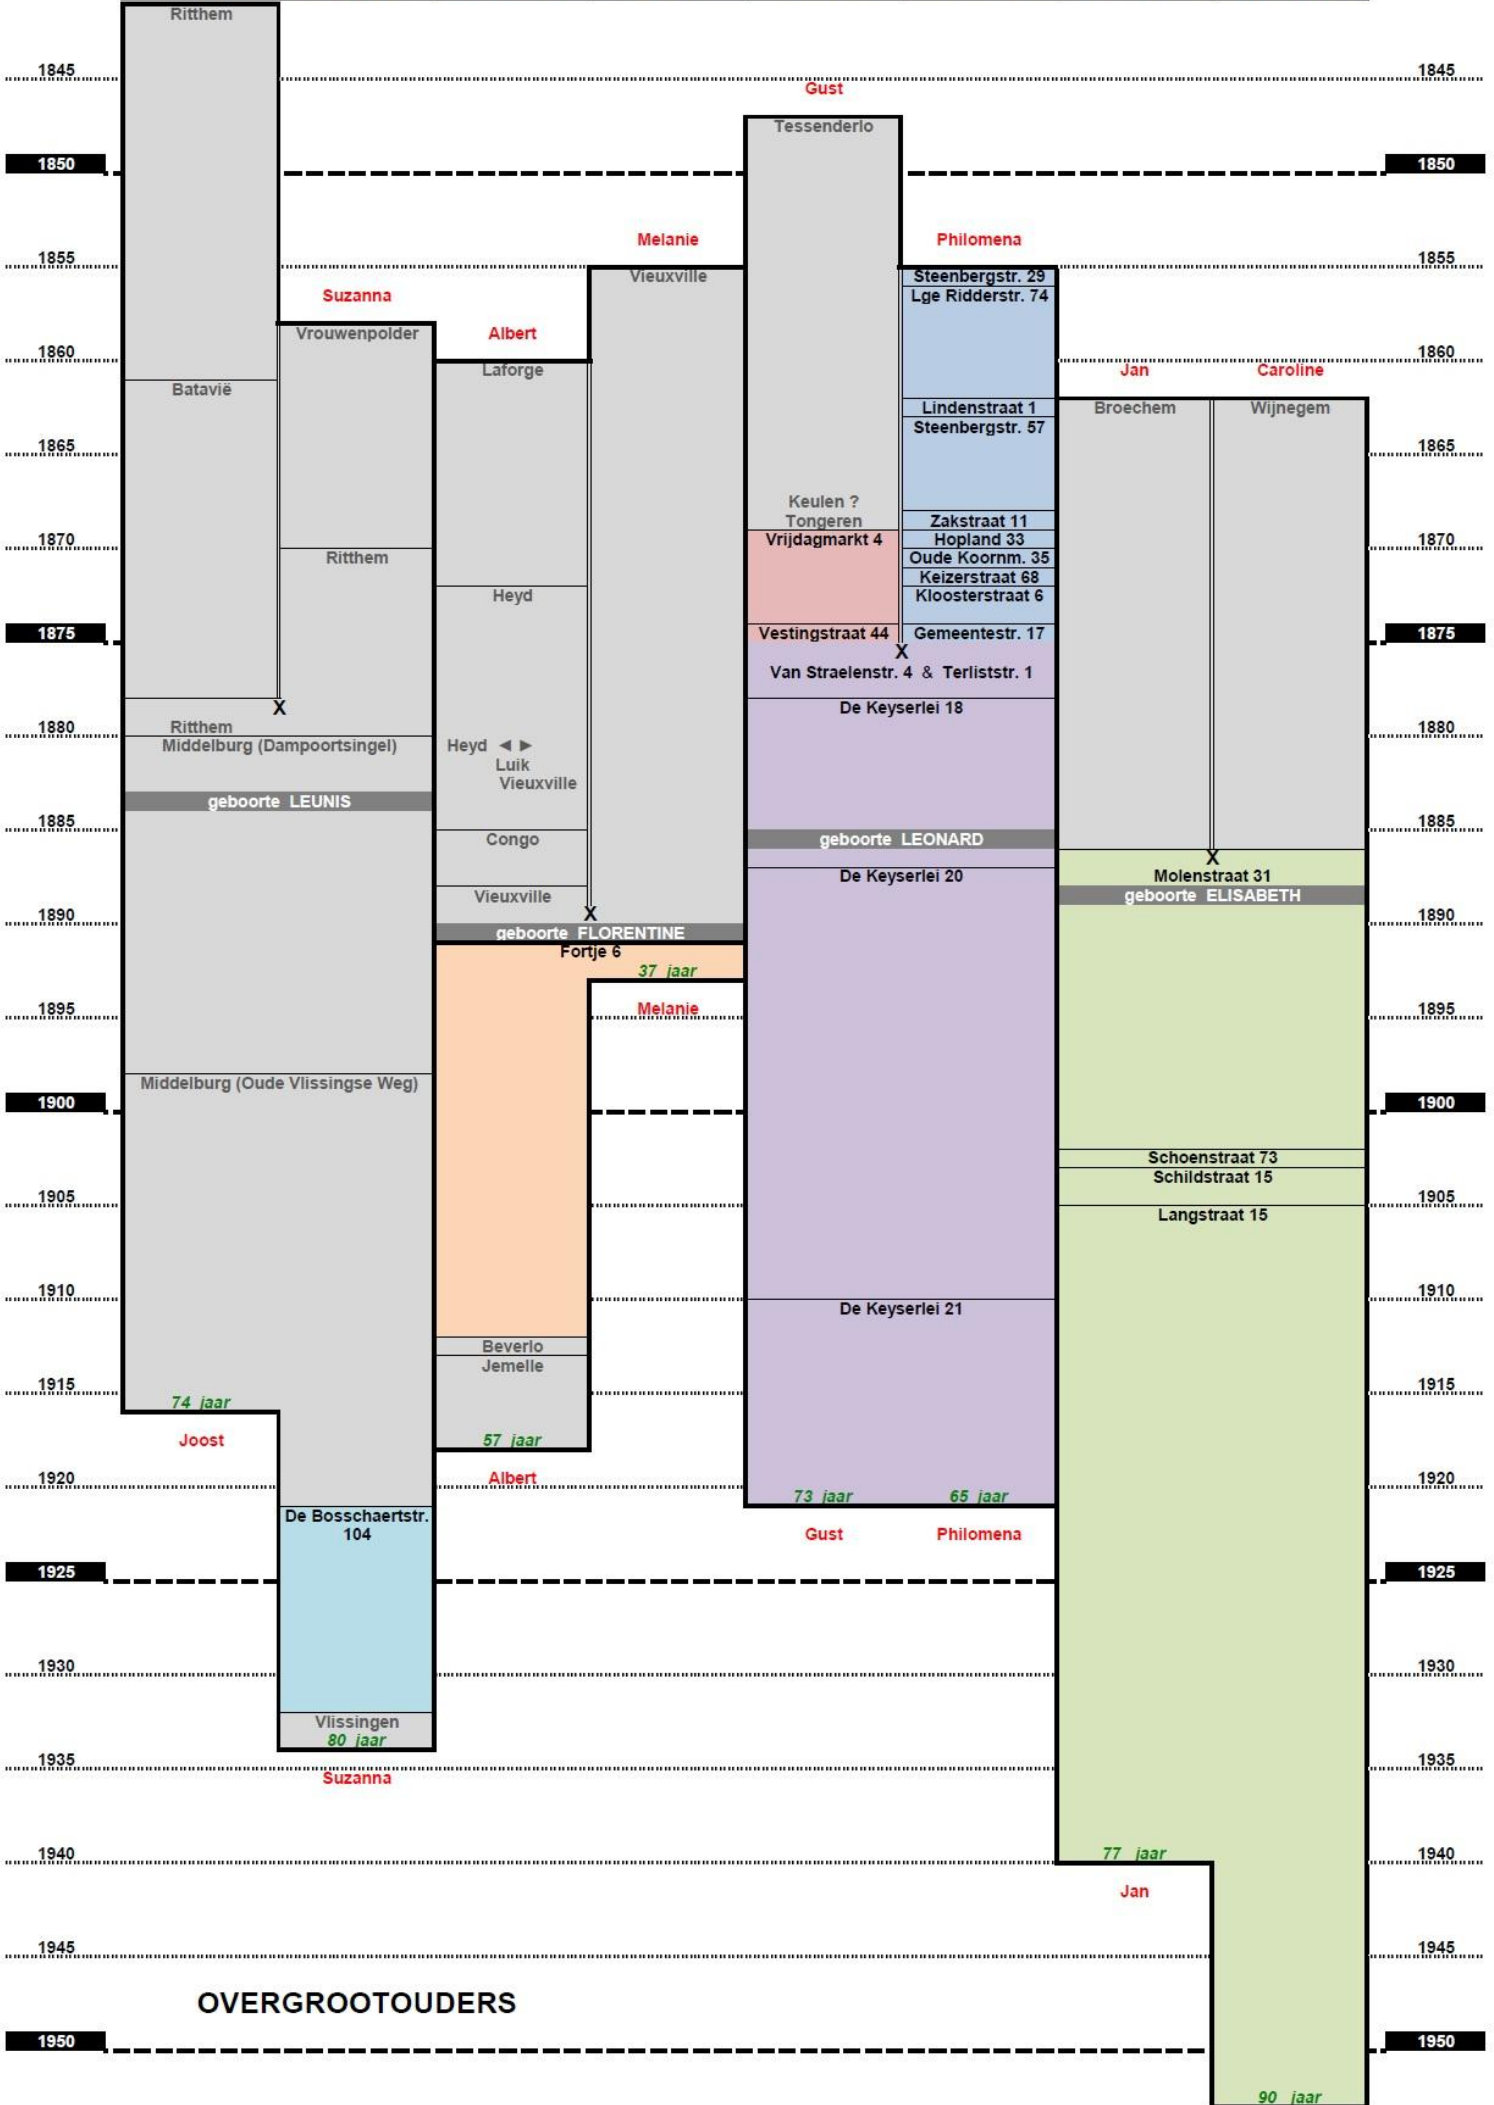 Ritthem
1845 1845
Gust
Tessenderlo
1850 1850
Melanie Philomena
1855 1855
Vieuxville Steenbergstr. 29
Suzanna Lge Ridderstr. 74
Vrouwenpolder Albert
1860 1860
Laforge Jan Caroline
Batavië
Lindenstraat 1 Broechem Wijnegem
Steenbergstr. 57
1865 1865
Keulen ?
Tongeren Zakstraat 11
1870 Vrijdagmarkt 4 Hopland 33 1870
Ritthem Oude Koornm. 35
Keizerstraat 68
Heyd Kloosterstraat 6
1875 Vestingstraat 44 Gemeentestr. 17 1875
X
Van Straelenstr. 4 & Terliststr. 1
X De Keyserlei 18
1880 Ritthem 1880
Middelburg (Dampoortsingel) Heyd ◄ ►
Luik
Vieuxville
geboorte LEUNIS
1885 1885
Congo geboorte LEONARD
X
De Keyserlei 20 Molenstraat 31
Vieuxville geboorte ELISABETH
1890 X 1890
geboorte FLORENTINE
Fortje 6
37 jaar
1895 Melanie 1895
Middelburg (Oude Vlissingse Weg)
1900 1900
Schoenstraat 73
Schildstraat 15
1905 1905
Langstraat 15
1910 1910
De Keyserlei 21
Beverlo
Jemelle
1915 1915
74 jaar
Joost 57 jaar
1920 Albert 1920
73 jaar 65 jaar
De Bosschaertstr.
104 Gust Philomena
1925 1925
1930 1930
Vlissingen
80 jaar
1935 1935
Suzanna
1940 77 jaar 1940
Jan
1945 1945
OVERGROOTOUDERS
1950 1950
90 jaar